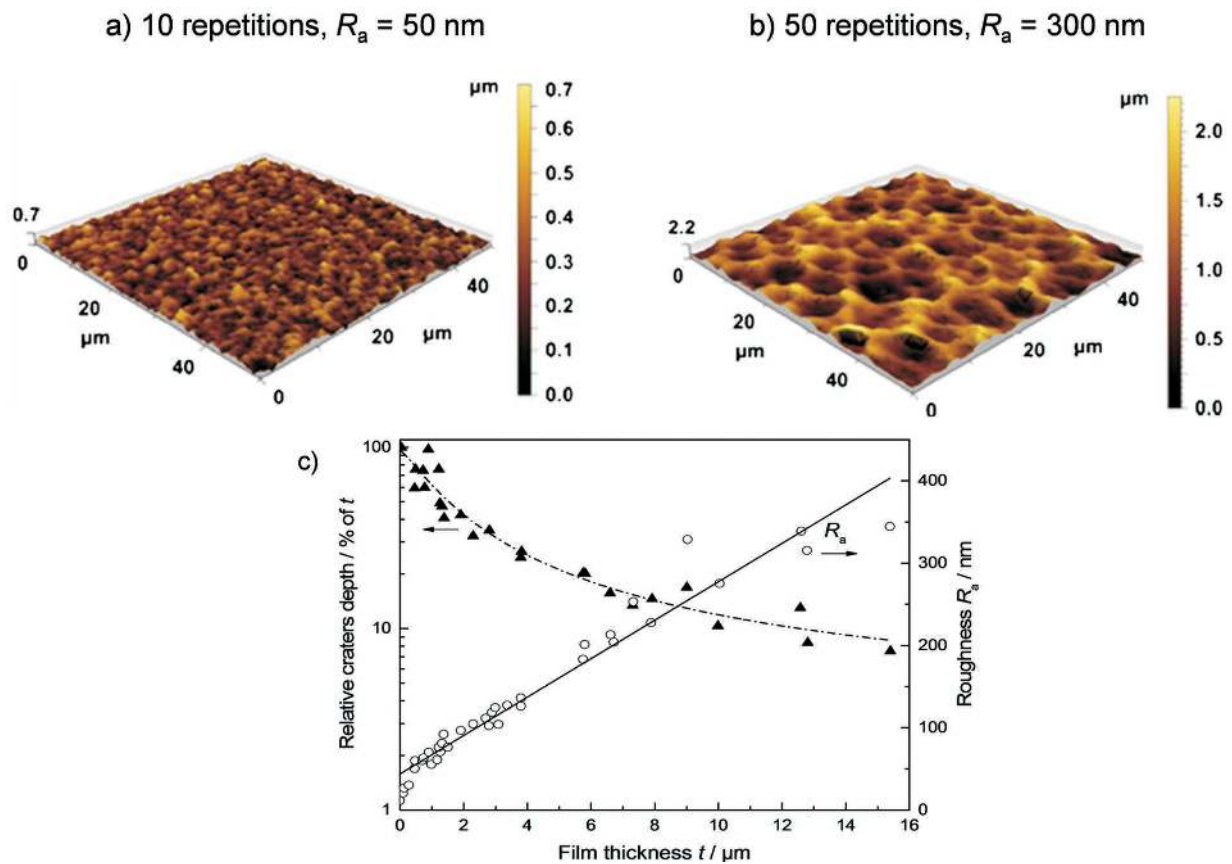 a) 10 repetitions, Ra = 50 nm
b) 50 repetitions, Ra = 300 nm
µm
0.7
0.6
0.5
0.4
0.3
0.2
0.1
0.0
0.7
0
20
µm
40
0
20
µm
40
µm
2.0
1.5
1.0
0.5
0.0
2.2
0
20
µm
40
0
20
µm
40
c)
Relative craters depth / % of t
100
10
1
Ra
Roughness Ra / nm
400
300
200
100
0
0 2 4 6 8 10 12 14 16
Film thickness t / µm